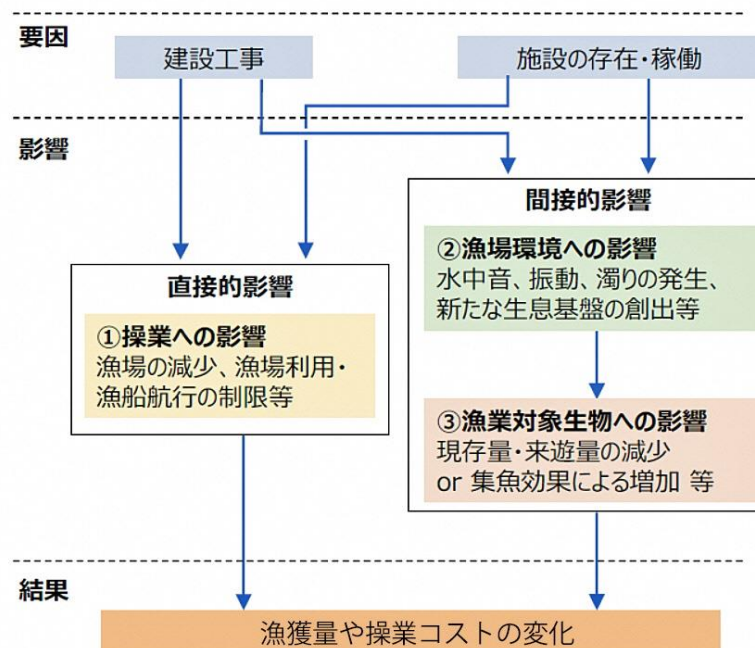 要因
建設工事
施設の存在・稼働
影響
間接的影響
②漁場環境への影響
水中音、振動、濁りの発生、
新たな生息基盤の創出等
直接的影響
①操業への影響
漁場の減少、漁場利用・
漁船航行の制限等
③漁業対象生物への影響
現存量・来遊量の減少
or 集魚効果による増加 等
結果
漁獲量や操業コストの変化